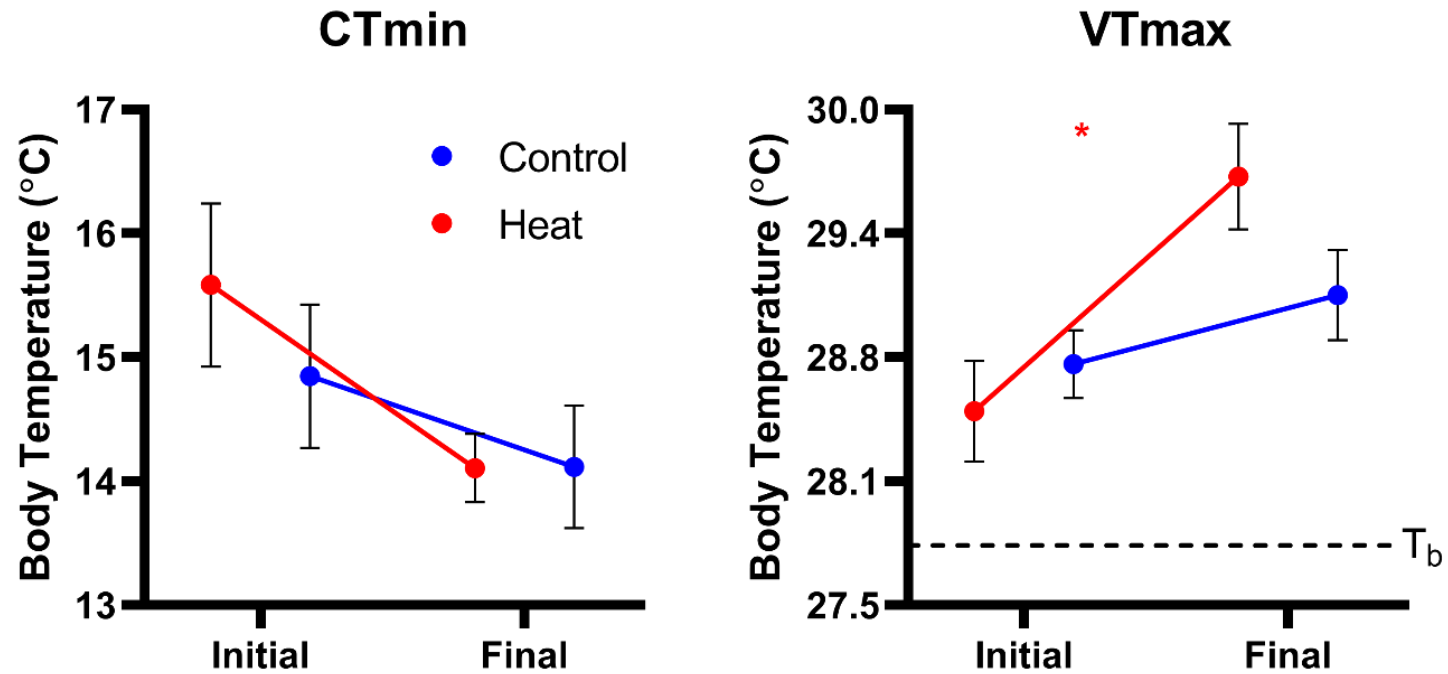 CTmin
Body Temperature (°C)
17
16
15
14
13
Control
Heat
Initial
Final
VTmax
Body Temperature (°C)
30.0
29.4
28.8
28.1
27.5
*
Tb
Initial
Final